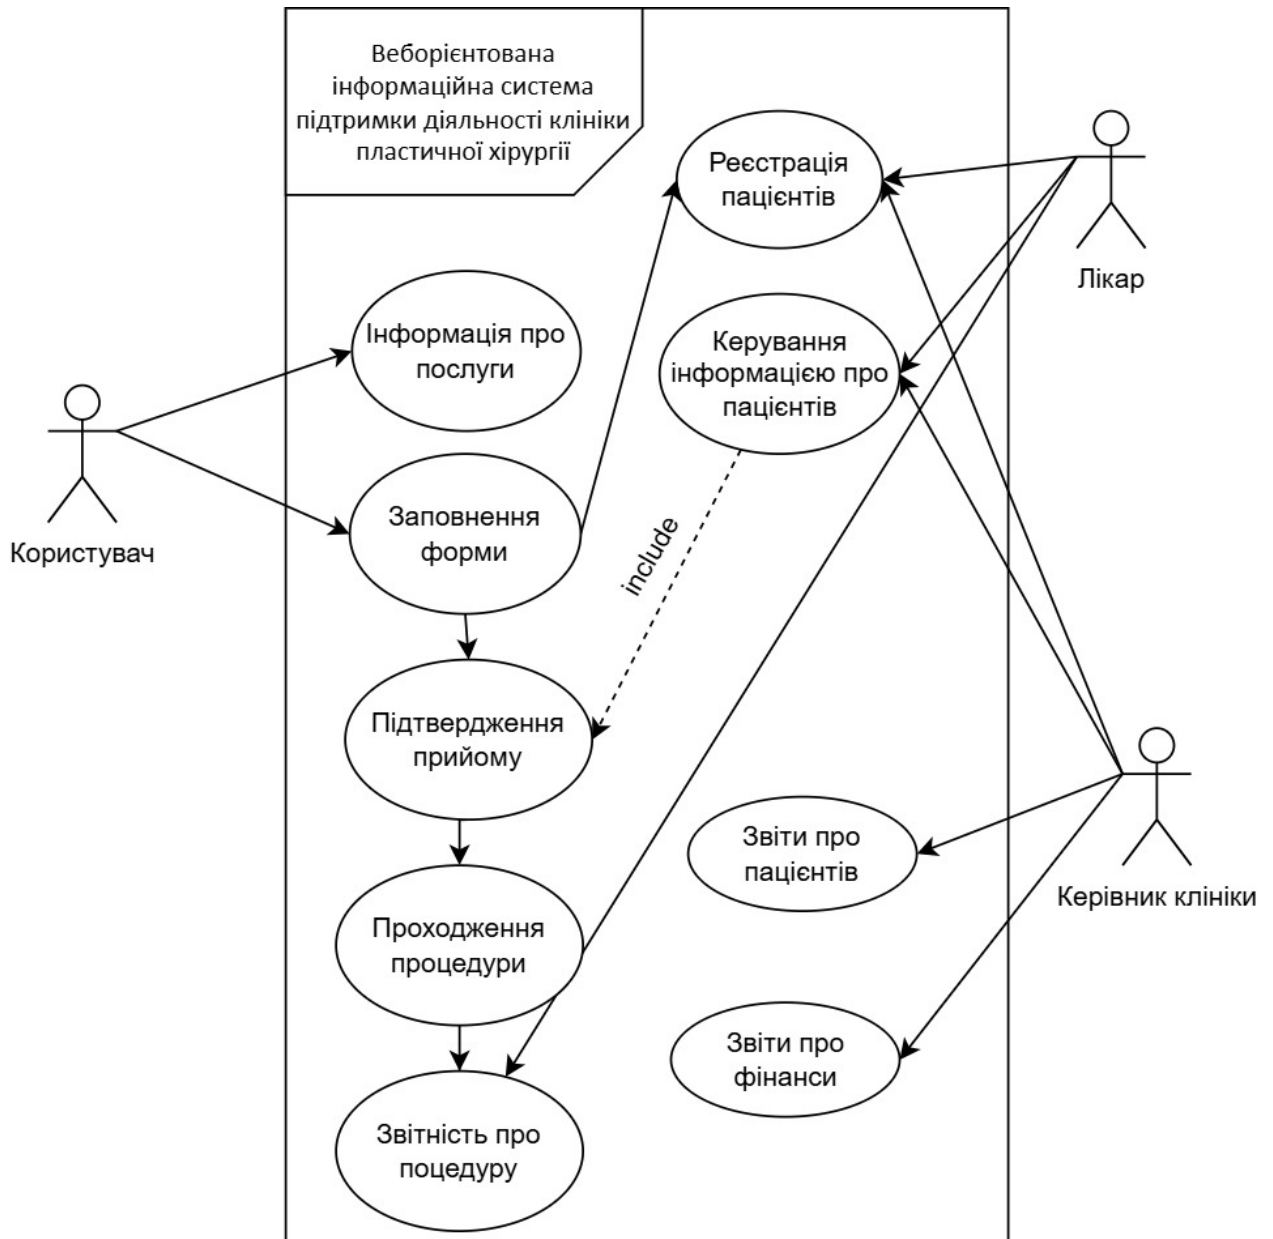 Веборієнтована
інформаційна система
підтримки діяльності клініки
пластичної хірургії
Реєстрація
пацієнтів
Лікар
Інформація про
послуги
Керування
інформацією про
пацієнтів
Користувач
Заповнення
форми
include
Підтвердження
прийому
Звіти про
пацієнтів
Керівник клініки
Проходження
процедури
Звіти про
фінанси
Звітність про
поцедуру